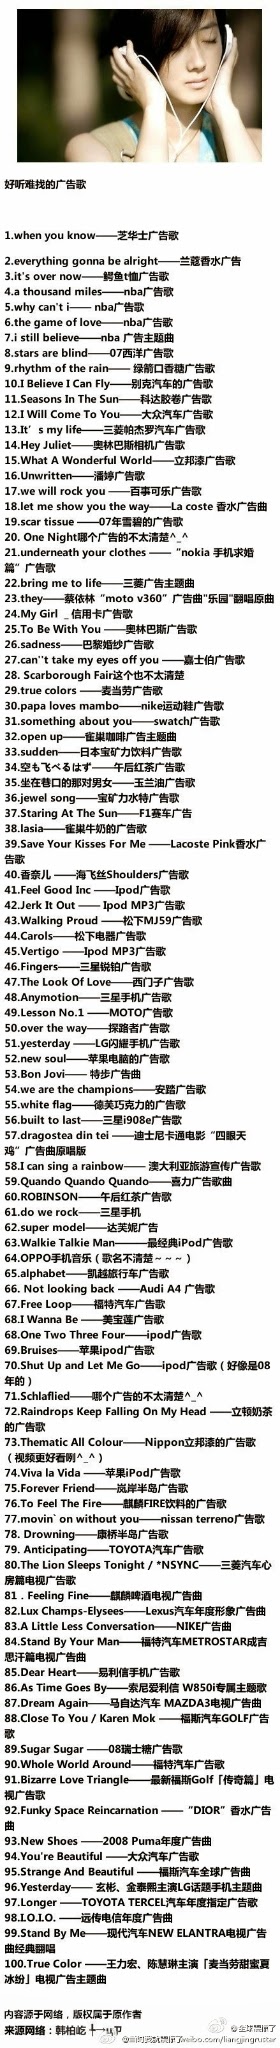 好听难找的广告歌
1.when you know——芝华士广告歌
2.everything gonna be alright——兰蔻香水广告
3.it's over now——鳄鱼t恤广告歌
4.a thousand miles——nba广告歌
5.why can't i—— nba广告歌
6.the game of love——nba广告歌
7.i still believe——nba 广告主题曲
8.stars are blind——07西洋广告歌
9.rhythm of the rain—— 绿箭口香糖广告歌
10.I Believe I Can Fly——别克汽车的广告歌
11.Seasons In The Sun——科达胶卷广告歌
12.I Will Come To You——大众汽车广告歌
13.It’s my life——三菱帕杰罗汽车广告歌
14.Hey Juliet——奥林巴斯相机广告歌
15.What A Wonderful World——立邦漆广告歌
16.Unwritten——潘婷广告歌
17.we will rock you ——百事可乐广告歌
18.let me show you the way——La coste 香水广告曲
19.scar tissue ——07年雪碧的广告歌
20. One Night哪个广告的不太清楚^_^
21.underneath your clothes ——“nokia 手机求婚
篇”广告歌
22.bring me to life——三菱广告主题曲
23.they——蔡依林“moto v360”广告曲"乐园"翻唱原曲
24.My Girl _ 信用卡广告歌
25.To Be With You ——奥林巴斯广告歌
26.sadness——巴黎婚纱广告歌
27.can''t take my eyes off you ——嘉士伯广告歌
28. Scarborough Fair这个也不太清楚
29.true colors ——麦当劳广告歌
30.papa loves mambo——nike运动鞋广告歌
31.something about you——swatch广告歌
32.open up——雀巢咖啡广告主题曲
33.sudden——日本宝矿力饮料广告歌
34.空も飞べるはず——午后红茶广告歌
35.坐在巷口的那对男女——玉兰油广告歌
36.jewel song——宝矿力水特广告歌
37.Staring At The Sun——F1赛车广告
38.lasia——雀巢牛奶的广告歌
39.Save Your Kisses For Me ——Lacoste Pink香水广
告歌
40.香奈儿 ——海飞丝Shoulders广告歌
41.Feel Good Inc ——Ipod广告歌
42.Jerk It Out —— Ipod MP3广告歌
43.Walking Proud ——松下MJ59广告歌
44.Carols——松下电器广告歌
45.Vertigo ——Ipod MP3广告歌
46.Fingers——三星锐铂广告歌
47.The Look Of Love——西门子广告歌
48.Anymotion——三星手机广告歌
49.Lesson No.1 ——MOTO广告歌
50.over the way——探路者广告歌
51.yesterday ——LG闪耀手机广告歌
52.new soul——苹果电脑的广告歌
53.Bon Jovi—— 特步广告曲
54.we are the champions——安踏广告歌
55.white flag——德芙巧克力的广告歌
56.built to last——三星i908e广告歌
57.dragostea din tei ——迪士尼卡通电影“四眼天
鸡”广告曲原唱版
58.I can sing a rainbow—— 澳大利亚旅游宣传广告歌
59.Quando Quando Quando——喜力广告歌曲
60.ROBINSON——午后红茶广告歌
61.do we rock——三星手机
62.super model——达芙妮广告
63.Walkie Talkie Man———最经典iPod广告歌
64.OPPO手机音乐（歌名不清楚～～～）
65.alphabet——凯越旅行车广告歌
66. Not looking back ——Audi A4 广告歌
67.Free Loop——福特汽车广告歌
68.I Wanna Be ——美宝莲广告歌
68.One Two Three Four——ipod广告歌
69.Bruises——苹果ipod广告歌
70.Shut Up and Let Me Go——ipod广告歌（好像是08
年的）
71.Schlaflied——哪个广告的不太清楚^_^
72.Raindrops Keep Falling On My Head ——立顿奶茶
的广告歌
73.Thematic All Colour——Nippon立邦漆的广告歌
（视频更好看咧^_^）
74.Viva la Vida ——苹果iPod广告歌
75.Forever Friend——岚岸半岛广告歌
76.To Feel The Fire——麒麟FIRE饮料的广告歌
77.movin` on without you——nissan terreno广告歌
78. Drowning——康桥半岛广告歌
79. Anticipating——TOYOTA汽车广告歌
80.The Lion Sleeps Tonight / *NSYNC——三菱汽车心
房篇电视广告歌
81．Feeling Fine——麒麟啤酒电视广告曲
82.Lux Champs-Elysees——Lexus汽车年度形象广告曲
83.A Little Less Conversation——NIKE广告曲
84.Stand By Your Man——福特汽车METROSTAR成吉
思汗篇电视广告曲
85.Dear Heart——易利信手机广告歌
86.As Time Goes By——索尼爱利信 W850i专属主题歌
87.Dream Again——马自达汽车 MAZDA3电视广告曲
88.Close To You / Karen Mok ——福斯汽车GOLF广告
歌
89.Sugar Sugar ——08瑞士糖广告歌
90.Whole World Around——福特汽车广告歌
91.Bizarre Love Triangle——最新福斯Golf「传奇篇」电
视广告歌
92.Funky Space Reincarnation ——“DIOR”香水广告
曲
93.New Shoes ——2008 Puma年度广告曲
94.You're Beautiful ——大众汽车广告歌
95.Strange And Beautiful ——福斯汽车全球广告曲
96.Yesterday—— 玄彬、金泰熙主演LG话题手机主题曲
97.Longer ——TOYOTA TERCEL汽车年度指定广告歌
98.I.O.I.O. ——远传电信年度广告曲
99.Stand By Me——现代汽车NEW ELANTRA电视广告
曲经典翻唱
100.True Color ——王力宏、陈慧琳主演「麦当劳甜蜜夏
冰纷」电视广告主题曲
内容源于网络，版权属于原作者
来源网络：韩柏屹
weibo.com/liangjingrustar